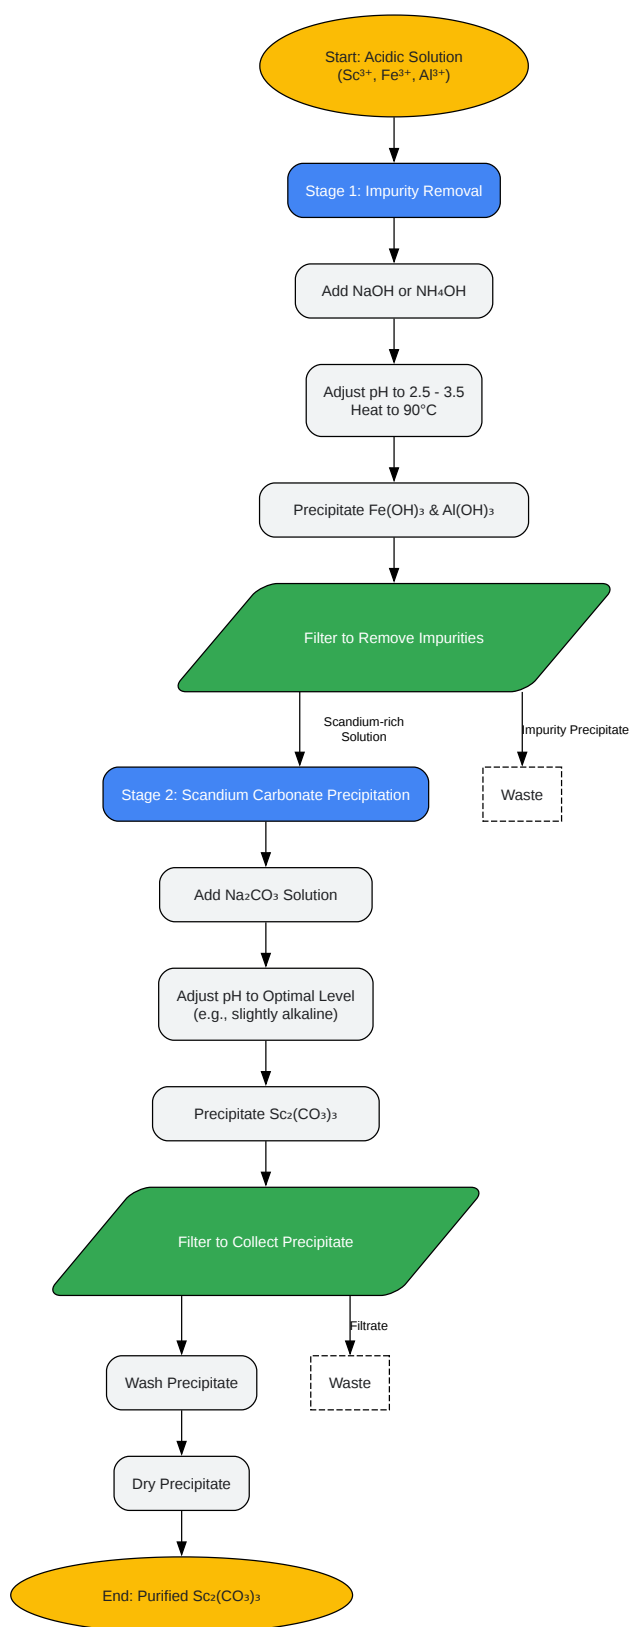 Start: Acidic Solution
(Sc³⁺, Fe³⁺, Al³⁺)
Stage 1: Impurity Removal
Add NaOH or NH₄OH
Adjust pH to 2.5 - 3.5
Heat to 90°C
Precipitate Fe(OH)₃ & Al(OH)₃
Filter to Remove Impurities
Scandium-rich
Solution
Impurity Precipitate
Stage 2: Scandium Carbonate Precipitation
Waste
Add Na₂CO₃ Solution
Adjust pH to Optimal Level
(e.g., slightly alkaline)
Precipitate Sc₂(CO₃)₃
Filter to Collect Precipitate
Filtrate
Wash Precipitate
Waste
Dry Precipitate
End: Purified Sc₂(CO₃)₃